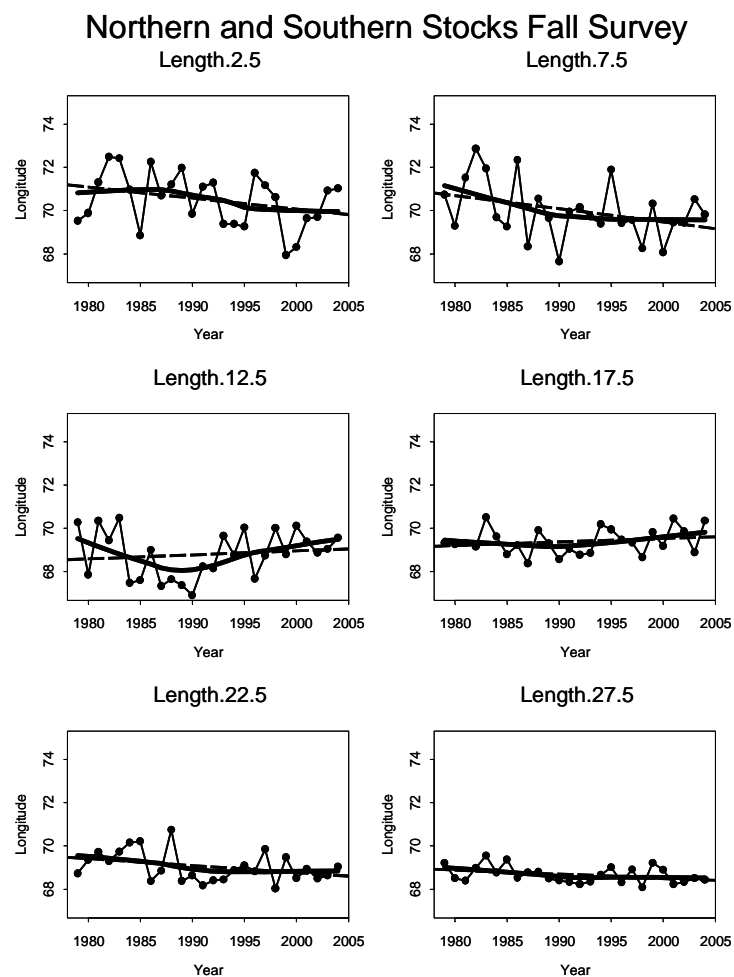 Northern and Southern Stocks Fall Survey
Length.2.5
Length.7.5
74
72
70
68
Longitude
1980 1985 1990 1995 2000 2005
Year
74
72
70
68
Longitude
1980 1985 1990 1995 2000 2005
Year
Length.12.5
Length.17.5
74
72
70
68
Longitude
1980 1985 1990 1995 2000 2005
Year
74
72
70
68
Longitude
1980 1985 1990 1995 2000 2005
Year
Length.22.5
Length.27.5
74
72
70
68
Longitude
1980 1985 1990 1995 2000 2005
Year
74
72
70
68
Longitude
1980 1985 1990 1995 2000 2005
Year